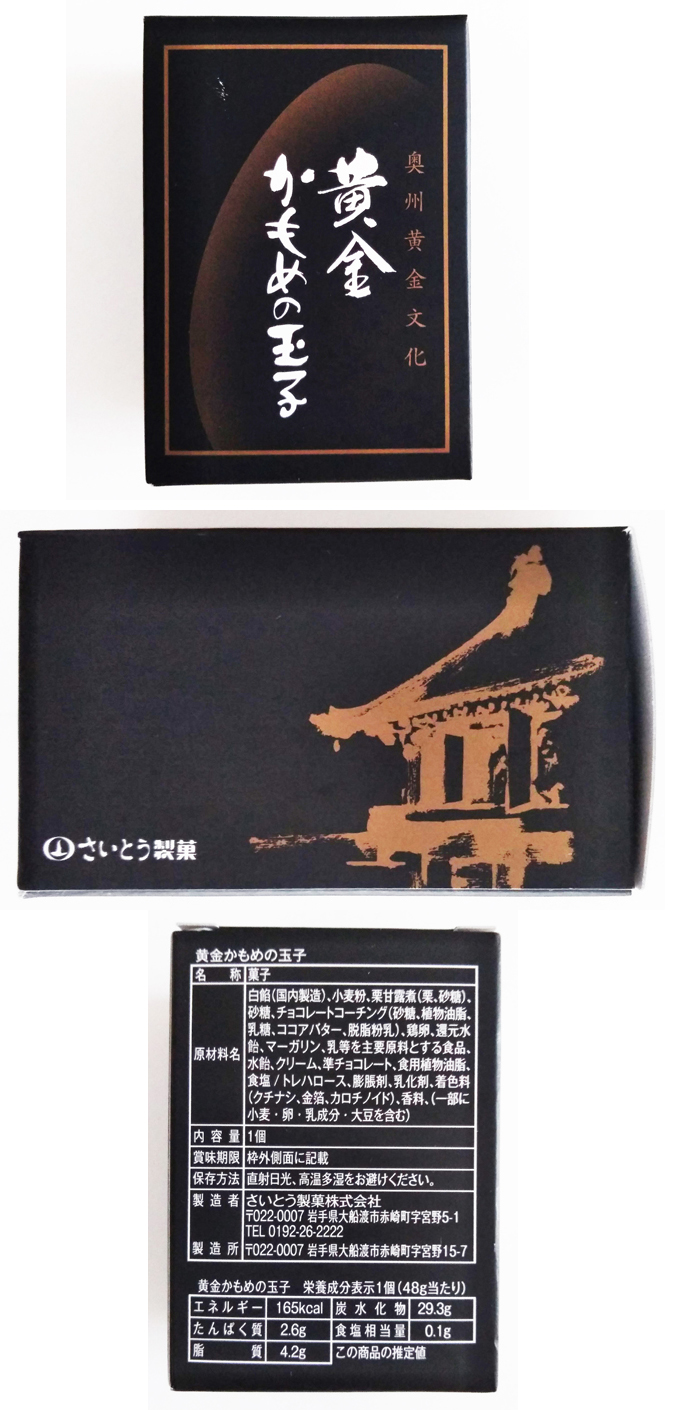 奥州黄金文化
黄金
かもめの玉子
さいとう製菓
黄金かもめの玉子
名称 菓子
原材料名
白餡(国内製造)、小麦粉、栗甘露煮(栗、砂糖)、
砂糖、チョコレートコーチング(砂糖、植物油脂、
乳糖、ココアバター、脱脂粉乳)、鶏卵、還元水
飴、マーガリン、乳等を主要原料とする食品、
水飴、クリーム、準チョコレート、食用植物油脂、
食塩/トレハロース、膨脹剤、乳化剤、着色料
(クチナシ、金箔、カロチノイド)、香料、(一部に
小麦・卵・乳成分・大豆を含む)
内容量 1個
賞味期限 枠外側面に記載
保存方法 直射日光、高温多湿をお避けください。
製造者 さいとう製菓株式会社
〒022-0007 岩手県大船渡市赤崎町字宮野5-1
TEL 0192-26-2222
製造所 〒022-0007 岩手県大船渡市赤崎町字宮野15-7
黄金かもめの玉子 栄養成分表示1個(48g当たり)
エネルギー 165kcal 炭水化物 29.3g
たんぱく質 2.6g 食塩相当量 0.1g
脂質 4.2g この商品の推定値